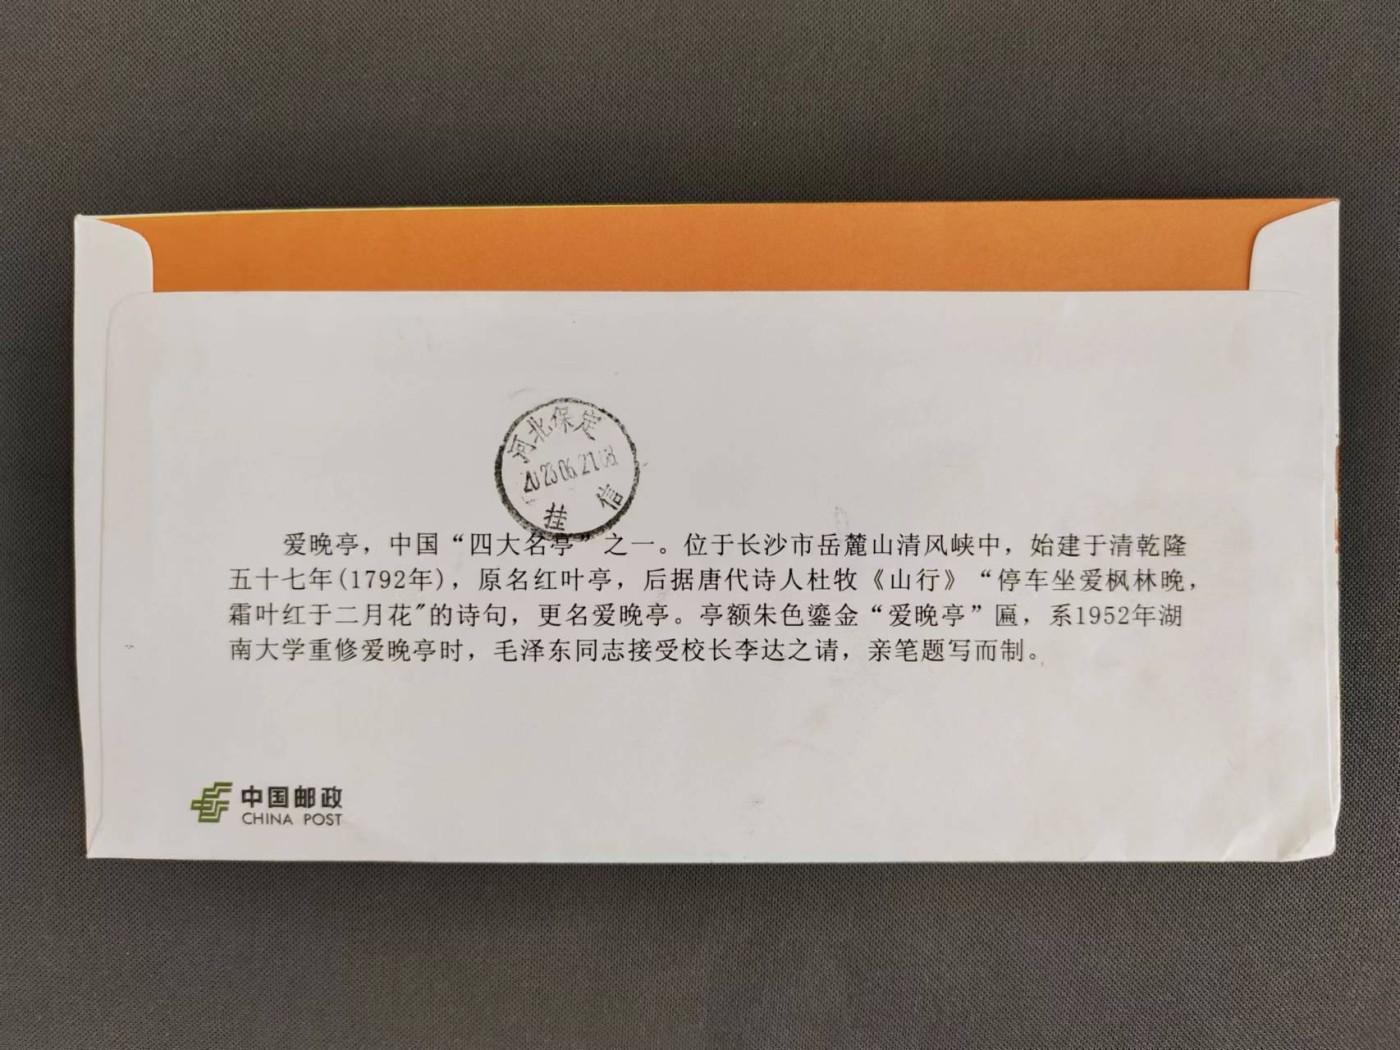 河北保定
2023.06.21.08
挂 信
爱晚亭，中国“四大名亭”之一。位于长沙市岳麓山清风峡中，始建于清乾隆
五十七年(1792年)，原名红叶亭，后据唐代诗人杜牧《山行》“停车坐爱枫林晚，
霜叶红于二月花”的诗句，更名爱晚亭。亭额朱色鎏金“爱晚亭”匾，系1952年湖
南大学重修爱晚亭时，毛泽东同志接受校长李达之请，亲笔题写而制。
中国邮政
CHINA POST